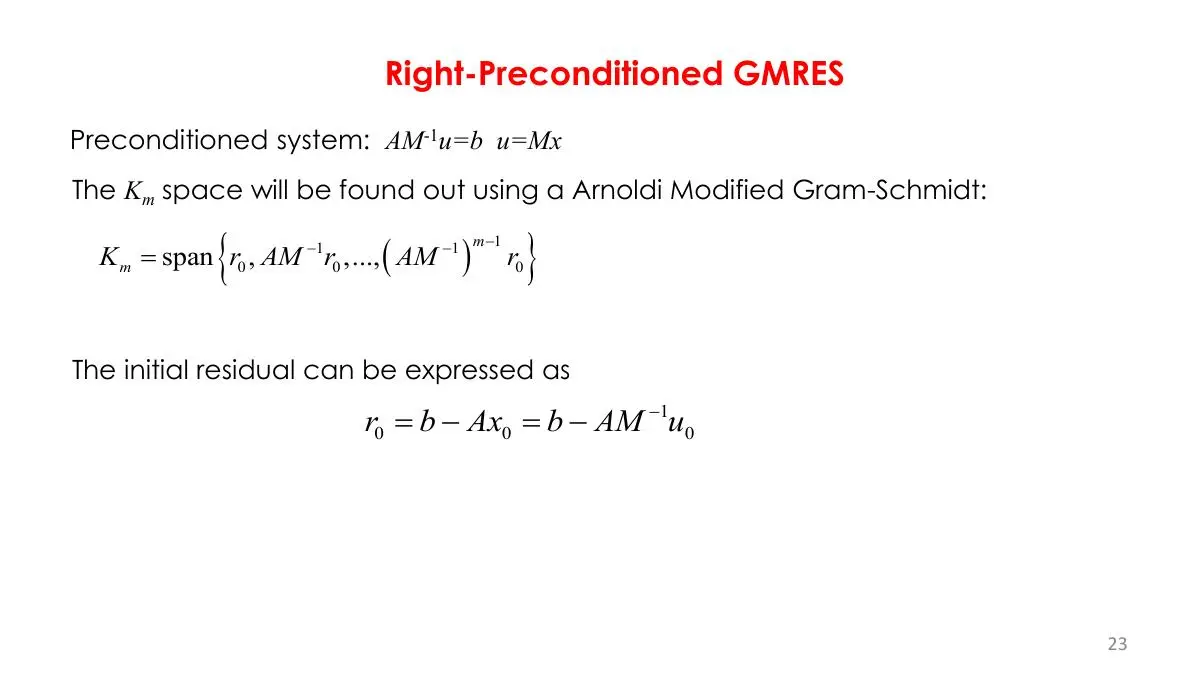 Right-Preconditioned GMRES
Preconditioned system: AM⁻¹u=b u=Mx
The Kₘ space will be found out using a Arnoldi Modified Gram-Schmidt:
Kₘ = span{r₀, AM⁻¹r₀,...,(AM⁻¹)ᵐ⁻¹ r₀}
The initial residual can be expressed as
r₀ = b − Ax₀ = b − AM⁻¹u₀
23